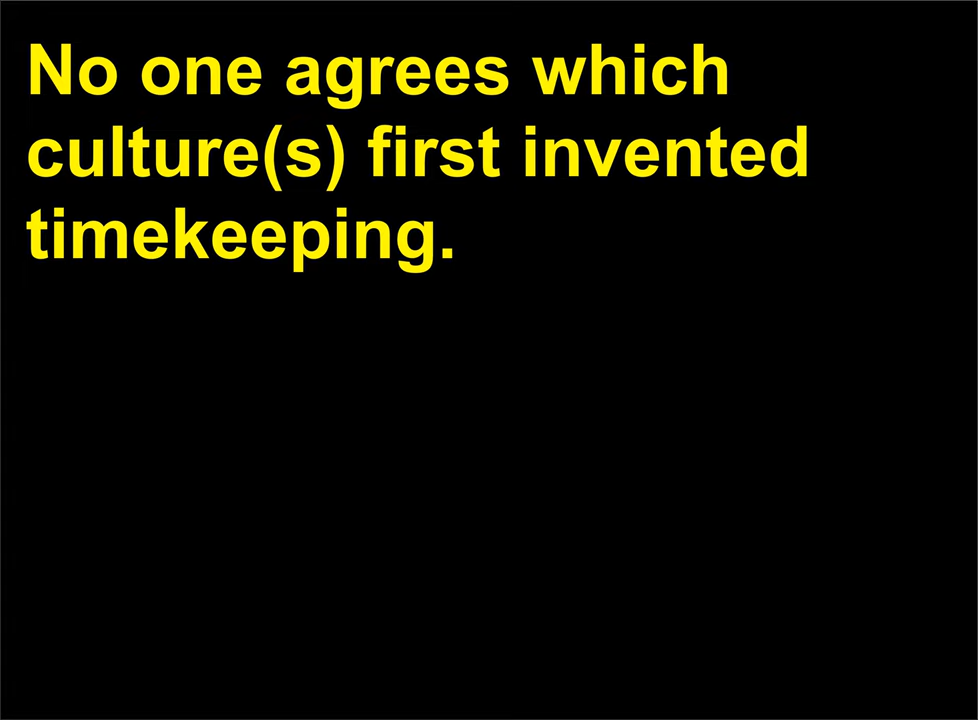 No one agrees which
culture(s) first invented
timekeeping.